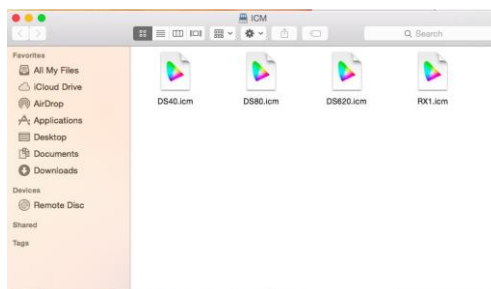 ICM
Search
Favorites
All My Files
iCloud Drive
AirDrop
Applications
Desktop
Documents
Downloads
Devices
Remote Disc
Shared
Tags
DS40.icm DS80.icm DS620.icm RX1.icm